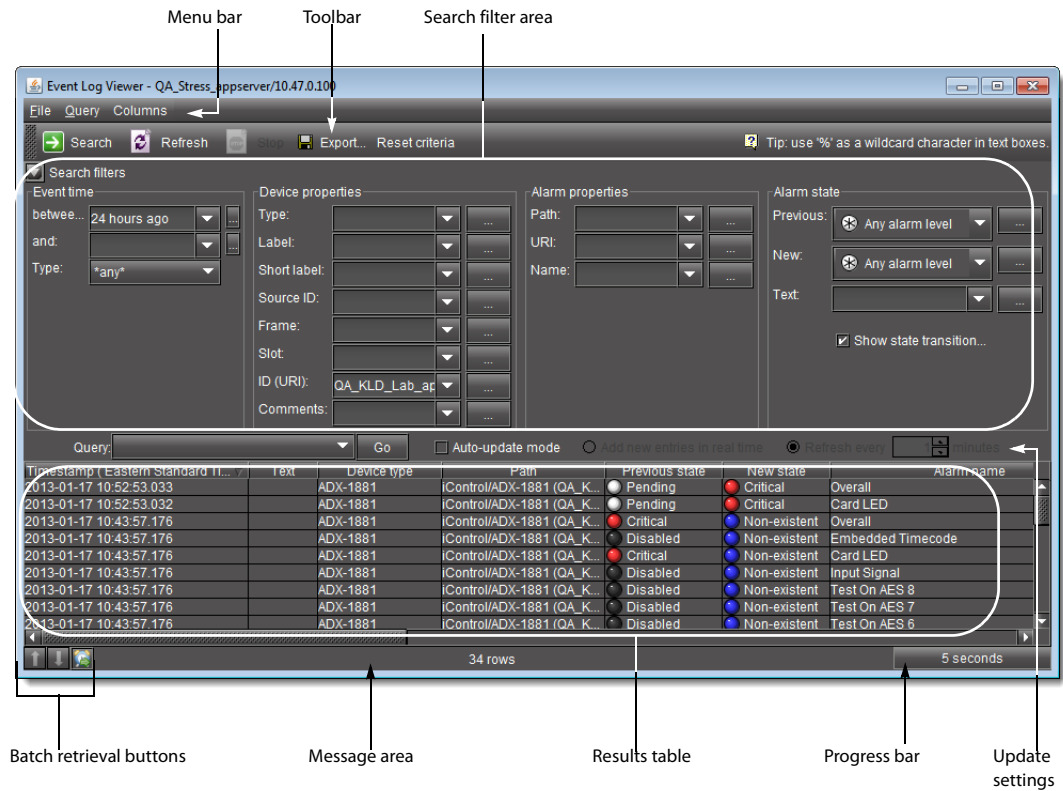 Menu bar
Toolbar
Search filter area
Event Log Viewer - QA_Stress_appserver/10.47.0.100
File Query Columns
Search Refresh Stop Export... Reset criteria
Tip: use '%' as a wildcard character in text boxes.
Search filters
Event time
betwee... 24 hours ago ...
and: ...
Type: *any*
Device properties
Type: ...
Label: ...
Short label: ...
Source ID: ...
Frame: ...
Slot: ...
ID (URI): QA_KLD_Lab_ap ...
Comments: ...
Alarm properties
Path: ...
URI: ...
Name: ...
Alarm state
Previous: Any alarm level ...
New: Any alarm level ...
Text: ...
Show state transition...
Query: Go Auto-update mode Add new entries in real time Refresh every 1 minutes
Timestamp ( Eastern Standard Ti... Text Device type Path Previous state New state Alarm name
2013-01-17 10:52:53.033 ADX-1881 iControl/ADX-1881 (QA_K... Pending Critical Overall
2013-01-17 10:52:53.032 ADX-1881 iControl/ADX-1881 (QA_K... Pending Critical Card LED
2013-01-17 10:43:57.176 ADX-1881 iControl/ADX-1881 (QA_K... Critical Non-existent Overall
2013-01-17 10:43:57.176 ADX-1881 iControl/ADX-1881 (QA_K... Disabled Non-existent Embedded Timecode
2013-01-17 10:43:57.176 ADX-1881 iControl/ADX-1881 (QA_K... Critical Non-existent Card LED
2013-01-17 10:43:57.176 ADX-1881 iControl/ADX-1881 (QA_K... Disabled Non-existent Input Signal
2013-01-17 10:43:57.176 ADX-1881 iControl/ADX-1881 (QA_K... Disabled Non-existent Test On AES 8
2013-01-17 10:43:57.176 ADX-1881 iControl/ADX-1881 (QA_K... Disabled Non-existent Test On AES 7
2013-01-17 10:43:57.176 ADX-1881 iControl/ADX-1881 (QA_K... Disabled Non-existent Test On AES 6
34 rows
5 seconds
Batch retrieval buttons
Message area
Results table
Progress bar
Update
settings